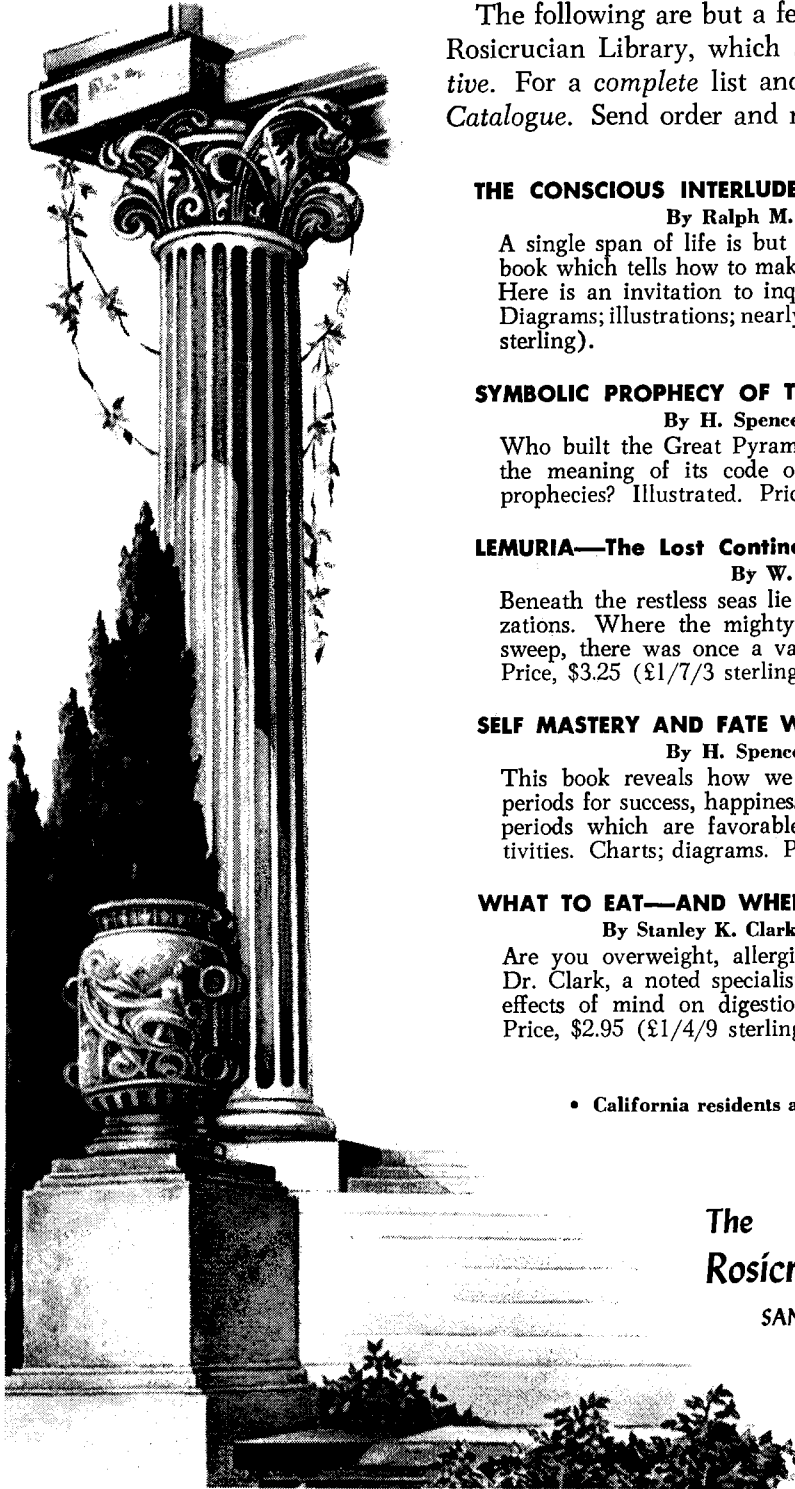 The following are but a fe
Rosicrucian Library, which
tive. For a complete list and
Catalogue. Send order and r
THE CONSCIOUS INTERLUDE
By Ralph M.
A single span of life is but
book which tells how to mak
Here is an invitation to inq
Diagrams; illustrations; nearly
sterling).
SYMBOLIC PROPHECY OF T
By H. Spence
Who built the Great Pyram
the meaning of its code o
prophecies? Illustrated. Pric
LEMURIA—The Lost Contine
By W.
Beneath the restless seas lie
zations. Where the mighty
sweep, there was once a va
Price, $3.25 (£1/7/3 sterling
SELF MASTERY AND FATE W
By H. Spence
This book reveals how we
periods for success, happines
periods which are favorable
tivities. Charts; diagrams. P
WHAT TO EAT—AND WHE
By Stanley K. Clark
Are you overweight, allergi
Dr. Clark, a noted specialis
effects of mind on digestio
Price, $2.95 (£1/4/9 sterling
• California residents a
The
Rosicr
SAN